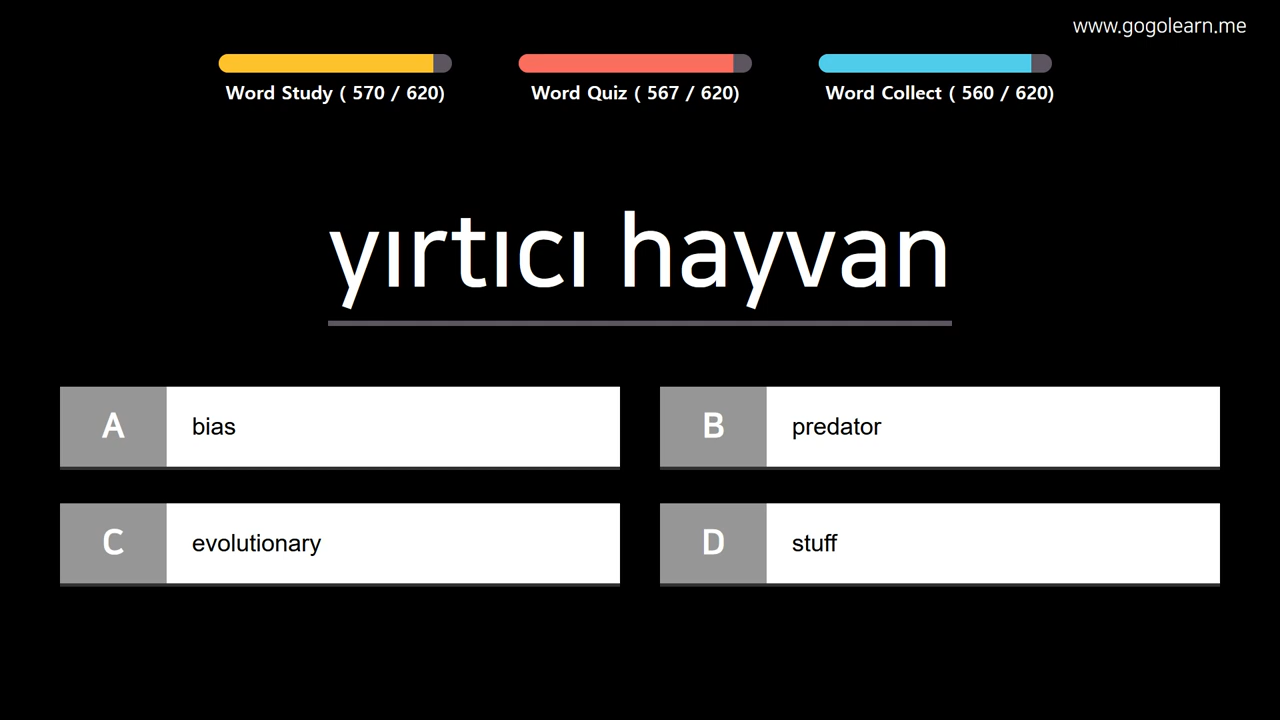 www.gogolearn.me
Word Study ( 570 / 620)
Word Quiz ( 567 / 620)
Word Collect ( 560 / 620)
yırtıcı hayvan
A
bias
B
predator
C
evolutionary
D
stuff